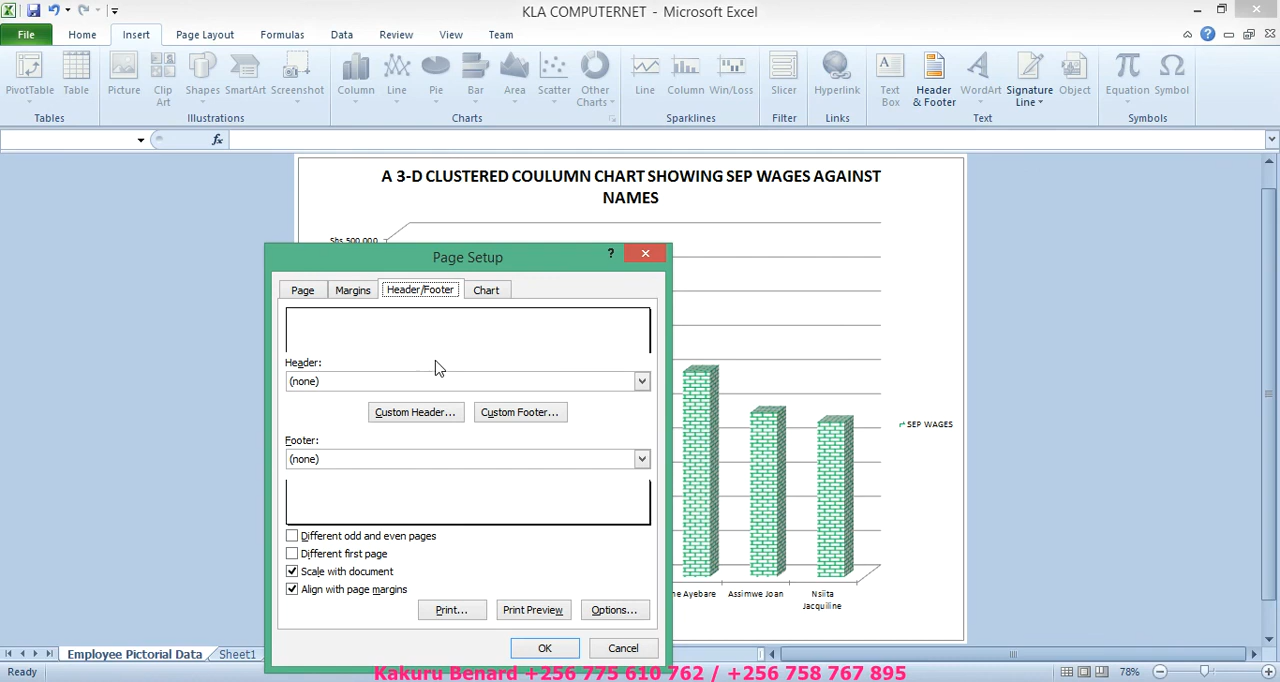 KLA COMPUTERNET - Microsoft Excel
File Home Insert Page Layout Formulas Data Review View Team
PivotTable Table Picture Clip Art Shapes SmartArt Screenshot Column Line Pie Bar Area Scatter Other Charts Line Column Win/Loss Slicer Hyperlink Text Box Header & Footer WordArt Signature Line Object Equation Symbol
Tables Illustrations Charts Sparklines Filter Links Text Symbols
fx
A 3-D CLUSTERED COULUMN CHART SHOWING SEP WAGES AGAINST
NAMES
Shs 500,000
Page Setup
Page Margins Header/Footer Chart
Header:
(none)
Custom Header... Custom Footer...
Footer:
(none)
Different odd and even pages
Different first page
Scale with document
Align with page margins
Print... Print Preview Options...
OK Cancel
SEP WAGES
ne Ayebare Assimwe Joan Nsiita
Jacquiline
Employee Pictorial Data Sheet1
Ready 78%
Kakuru Benard +256 775 610 762 / +256 758 767 895